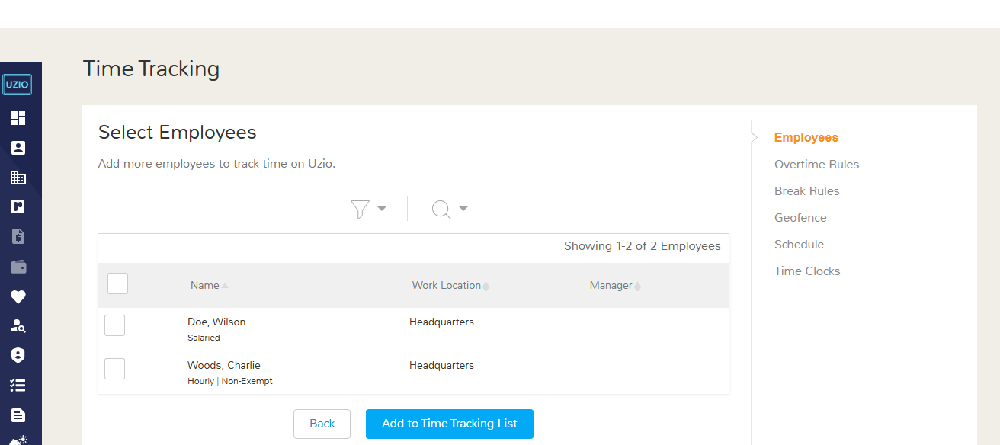 Time Tracking
UZIO
Select Employees
Add more employees to track time on Uzio.
Showing 1-2 of 2 Employees
Name Work Location Manager
Doe, Wilson Headquarters
Salaried
Woods, Charlie Headquarters
Hourly | Non-Exempt
Back Add to Time Tracking List
Employees
Overtime Rules
Break Rules
Geofence
Schedule
Time Clocks